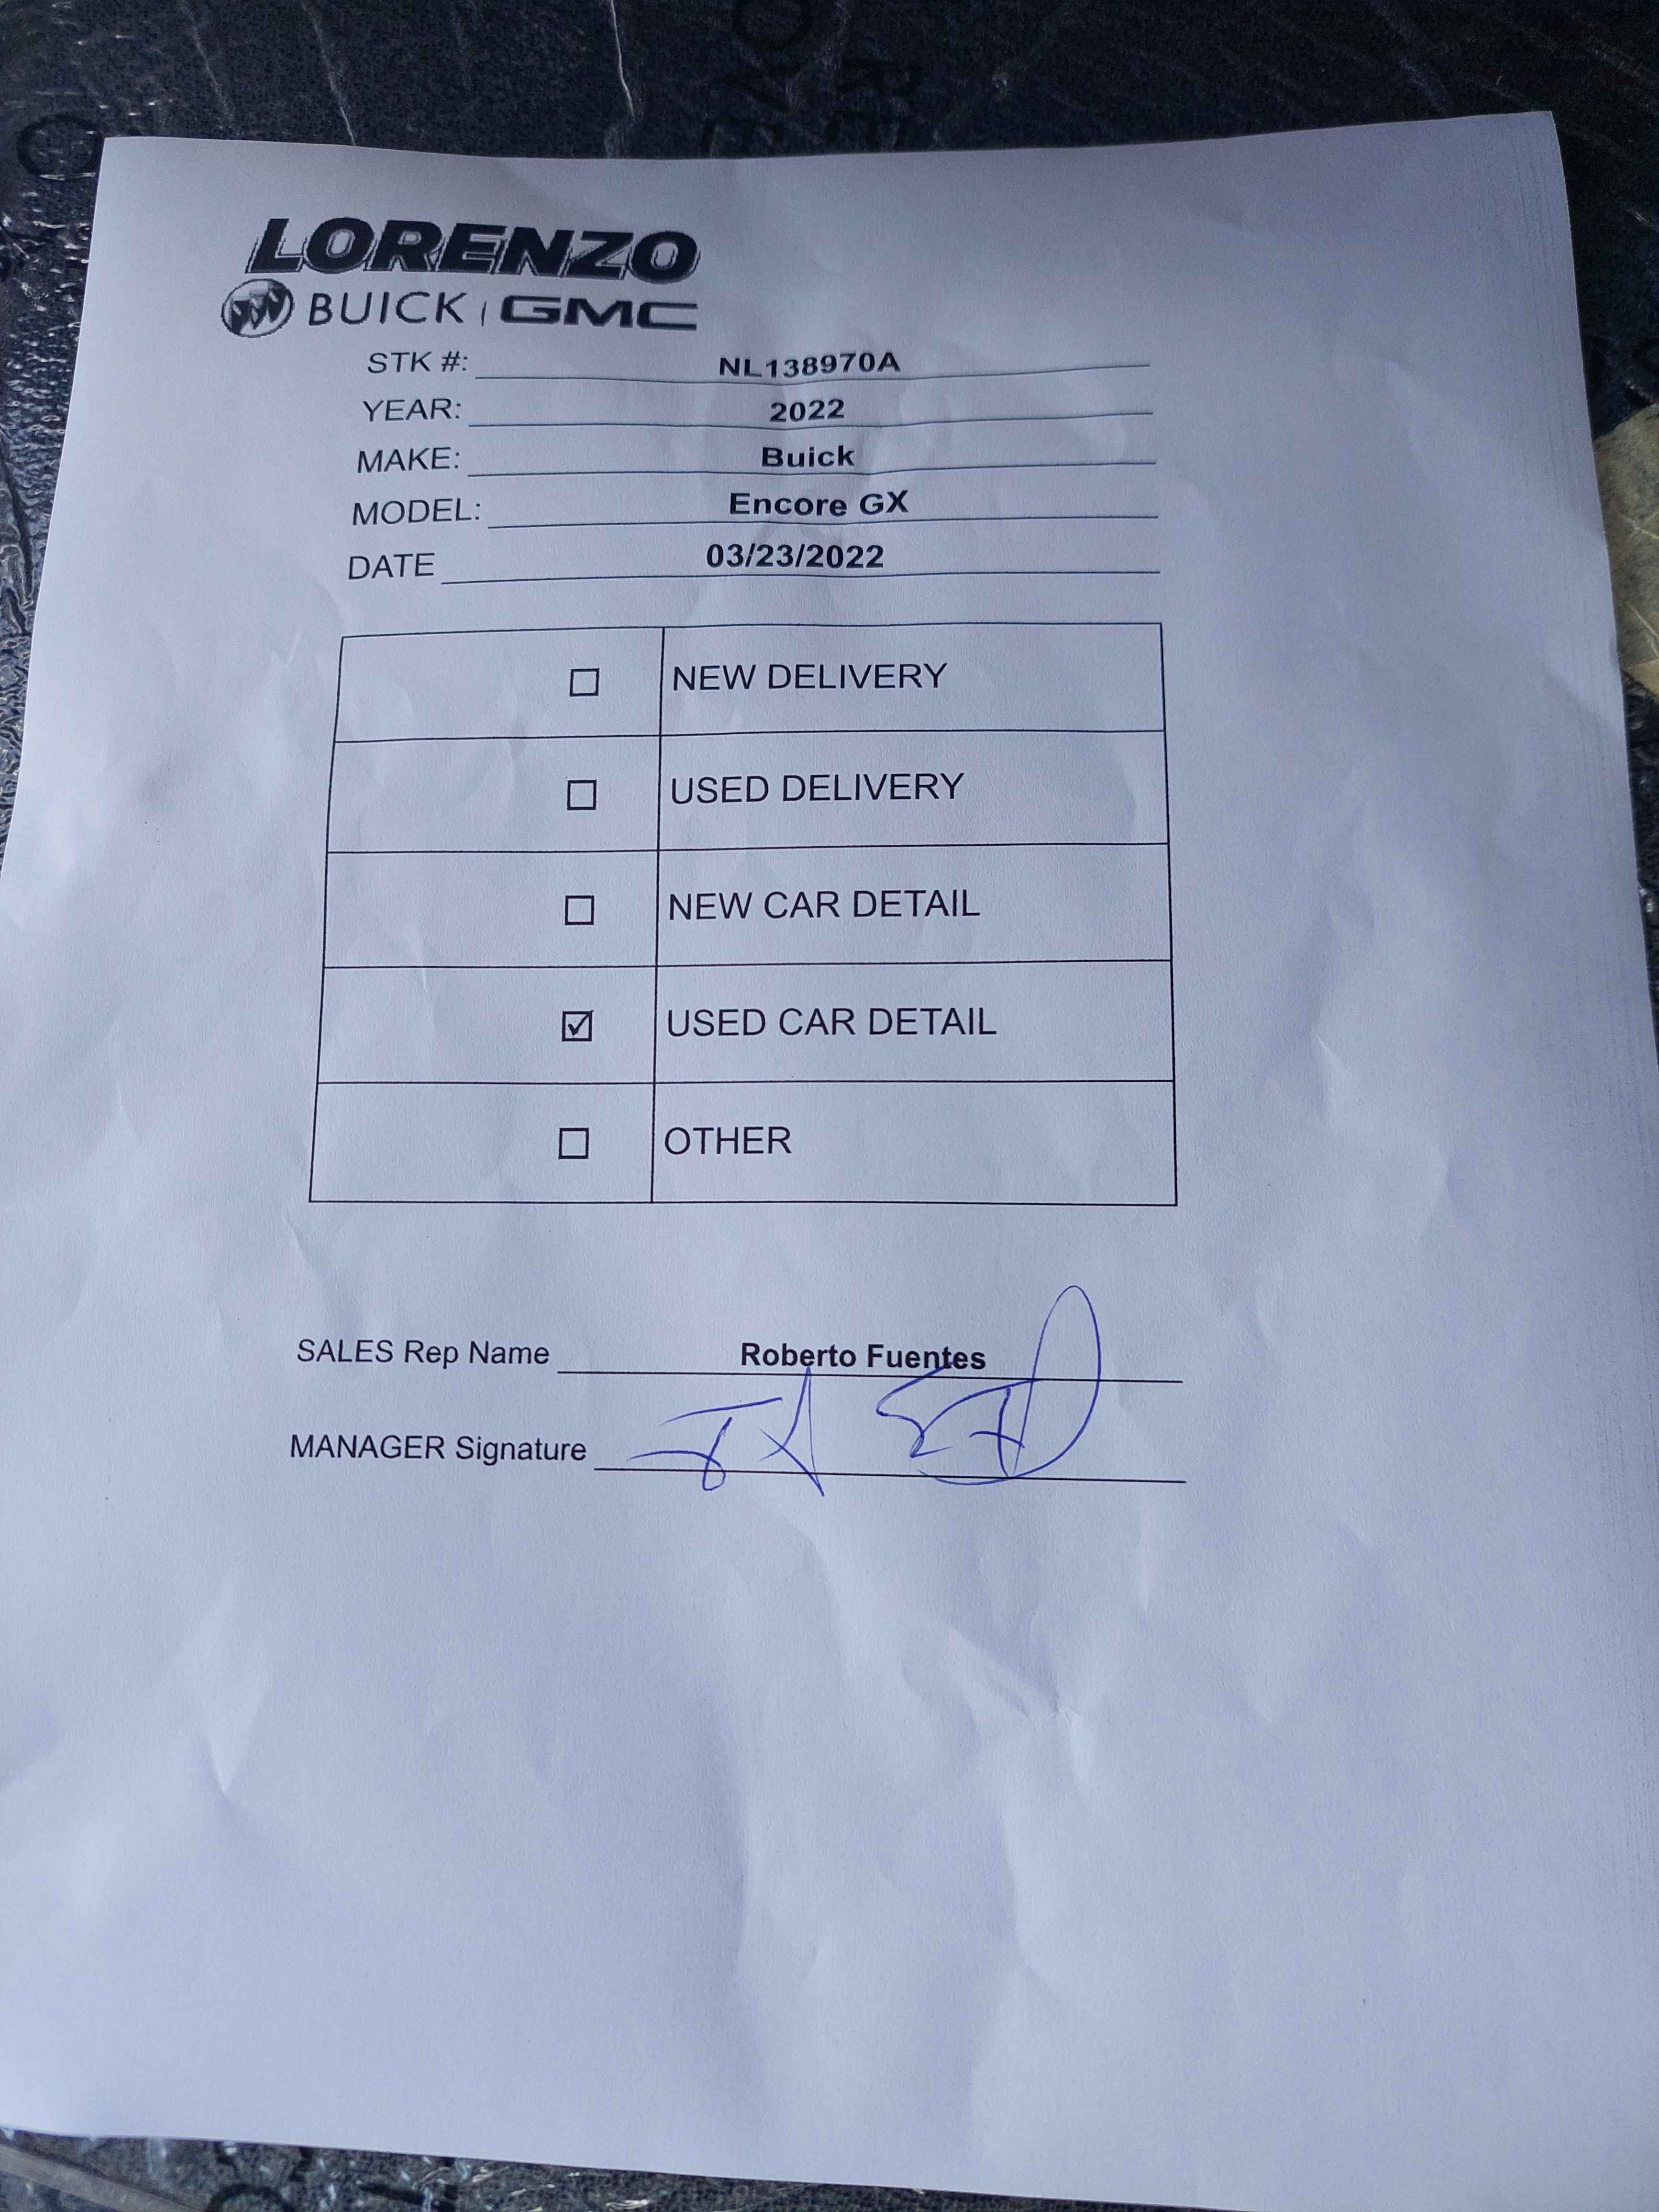 LORENZO
BUICK | GMC
STK #: NL138970A
YEAR: 2022
MAKE: Buick
MODEL: Encore GX
DATE 03/23/2022
☐ NEW DELIVERY
☐ USED DELIVERY
☐ NEW CAR DETAIL
☑ USED CAR DETAIL
☐ OTHER
SALES Rep Name Roberto Fuentes
MANAGER Signature